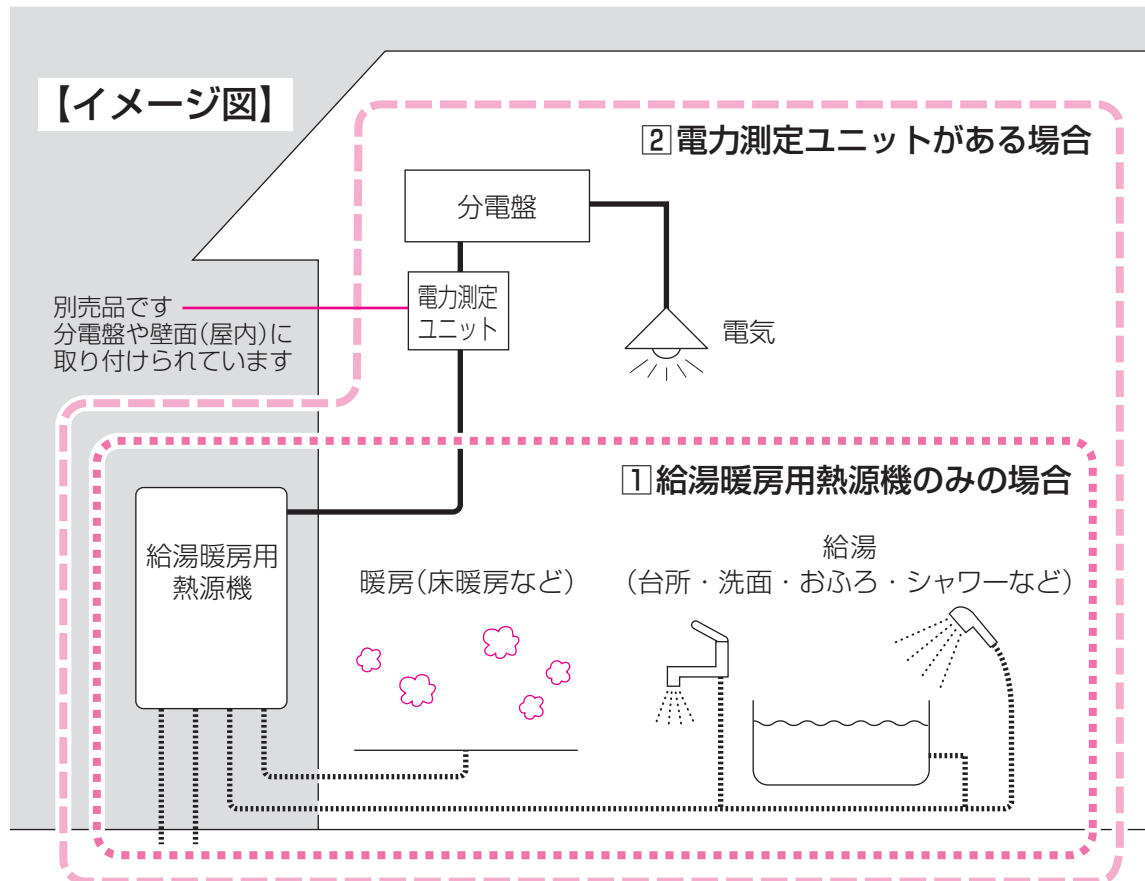 【イメージ図】
2電力測定ユニットがある場合
分電盤
電力測定
ユニット
別売品です
分電盤や壁面(屋内)に
取り付けられています
電気
1給湯暖房用熱源機のみの場合
給湯暖房用
熱源機
暖房(床暖房など)
給湯
(台所・洗面・おふろ・シャワーなど)